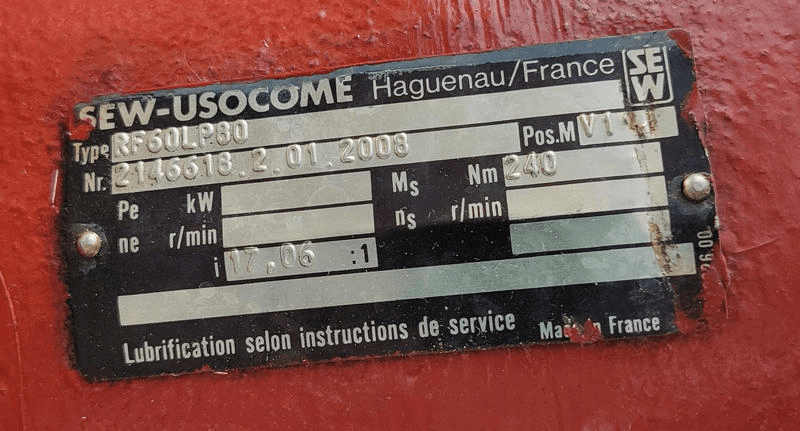 SEW-USOCOME Haguenau/France SEW
Type RF60LP80 Pos.M V1
Nr. 2146618.2.01.2008
Pe kW Ms Nm 240
ne r/min ns r/min
i 17,06 :1
Lubrification selon instructions de service Made in France